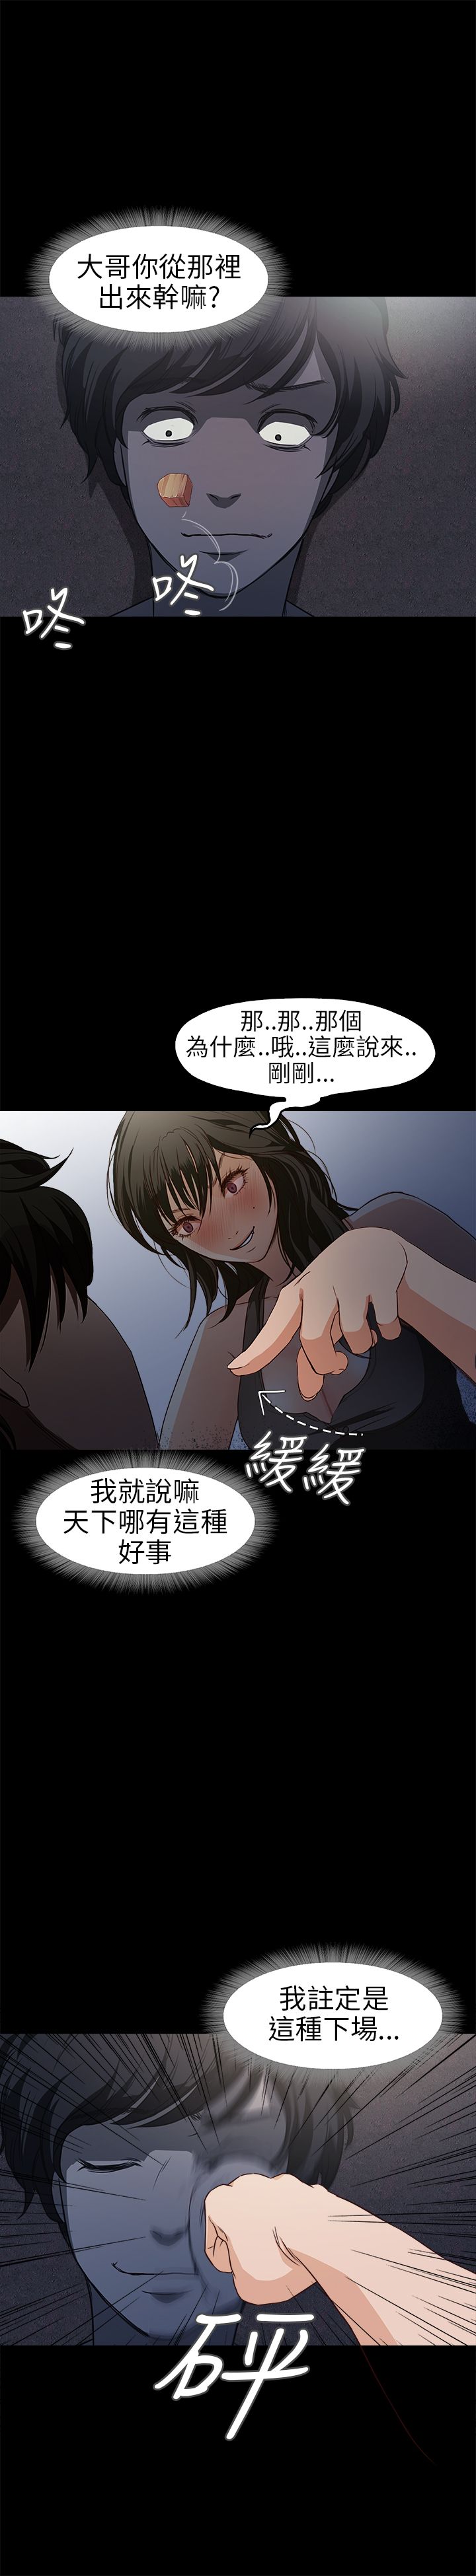 大哥你從那裡
出來幹嘛?
咚
咚
那..那..那個
為什麼..哦..這麼說來..
剛剛...
緩緩
我就說嘛
天下哪有這種
好事
我註定是
這種下場...
砰